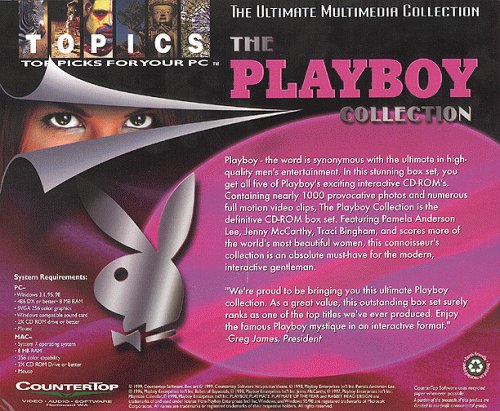 TOPICS
TOP PICKS FOR YOUR PC™
THE ULTIMATE MULTIMEDIA COLLECTION
THE
PLAYBOY
COLLECTION
Playboy - the word is synonymous with the ultimate in high-
quality men's entertainment. In this stunning box set, you
get all five of Playboy's exciting interactive CD-ROM's.
Containing nearly 1000 provocative photos and numerous
full motion video clips, The Playboy Collection is the
definitive CD-ROM box set. Featuring Pamela Anderson
Lee, Jenny McCarthy, Traci Bingham, and scores more of
the world's most beautiful women, this connoisseur's
collection is an absolute must-have for the modern,
interactive gentleman.
"We're proud to be bringing you this ultimate Playboy
collection. As a great value, this outstanding box set surely
ranks as one of the top titles we've ever produced. Enjoy
the famous Playboy mystique in an interactive format."
-Greg James, President
System Requirements:
PC–
• Windows 3.1, 95, 98
• 486 DX or better• 8 MB RAM
• SVGA 256 color graphics
• Windows compatible sound card
• 2X CD ROM drive or better
• Mouse
MAC–
• System 7 operating system
• 8 MB RAM
• 256 color capability
• 2X CD ROM Drive or better
• Mouse
COUNTERTOP
VIDEO • AUDIO • SOFTWARE
CounterTop Software uses recycled
paper whenever possible.